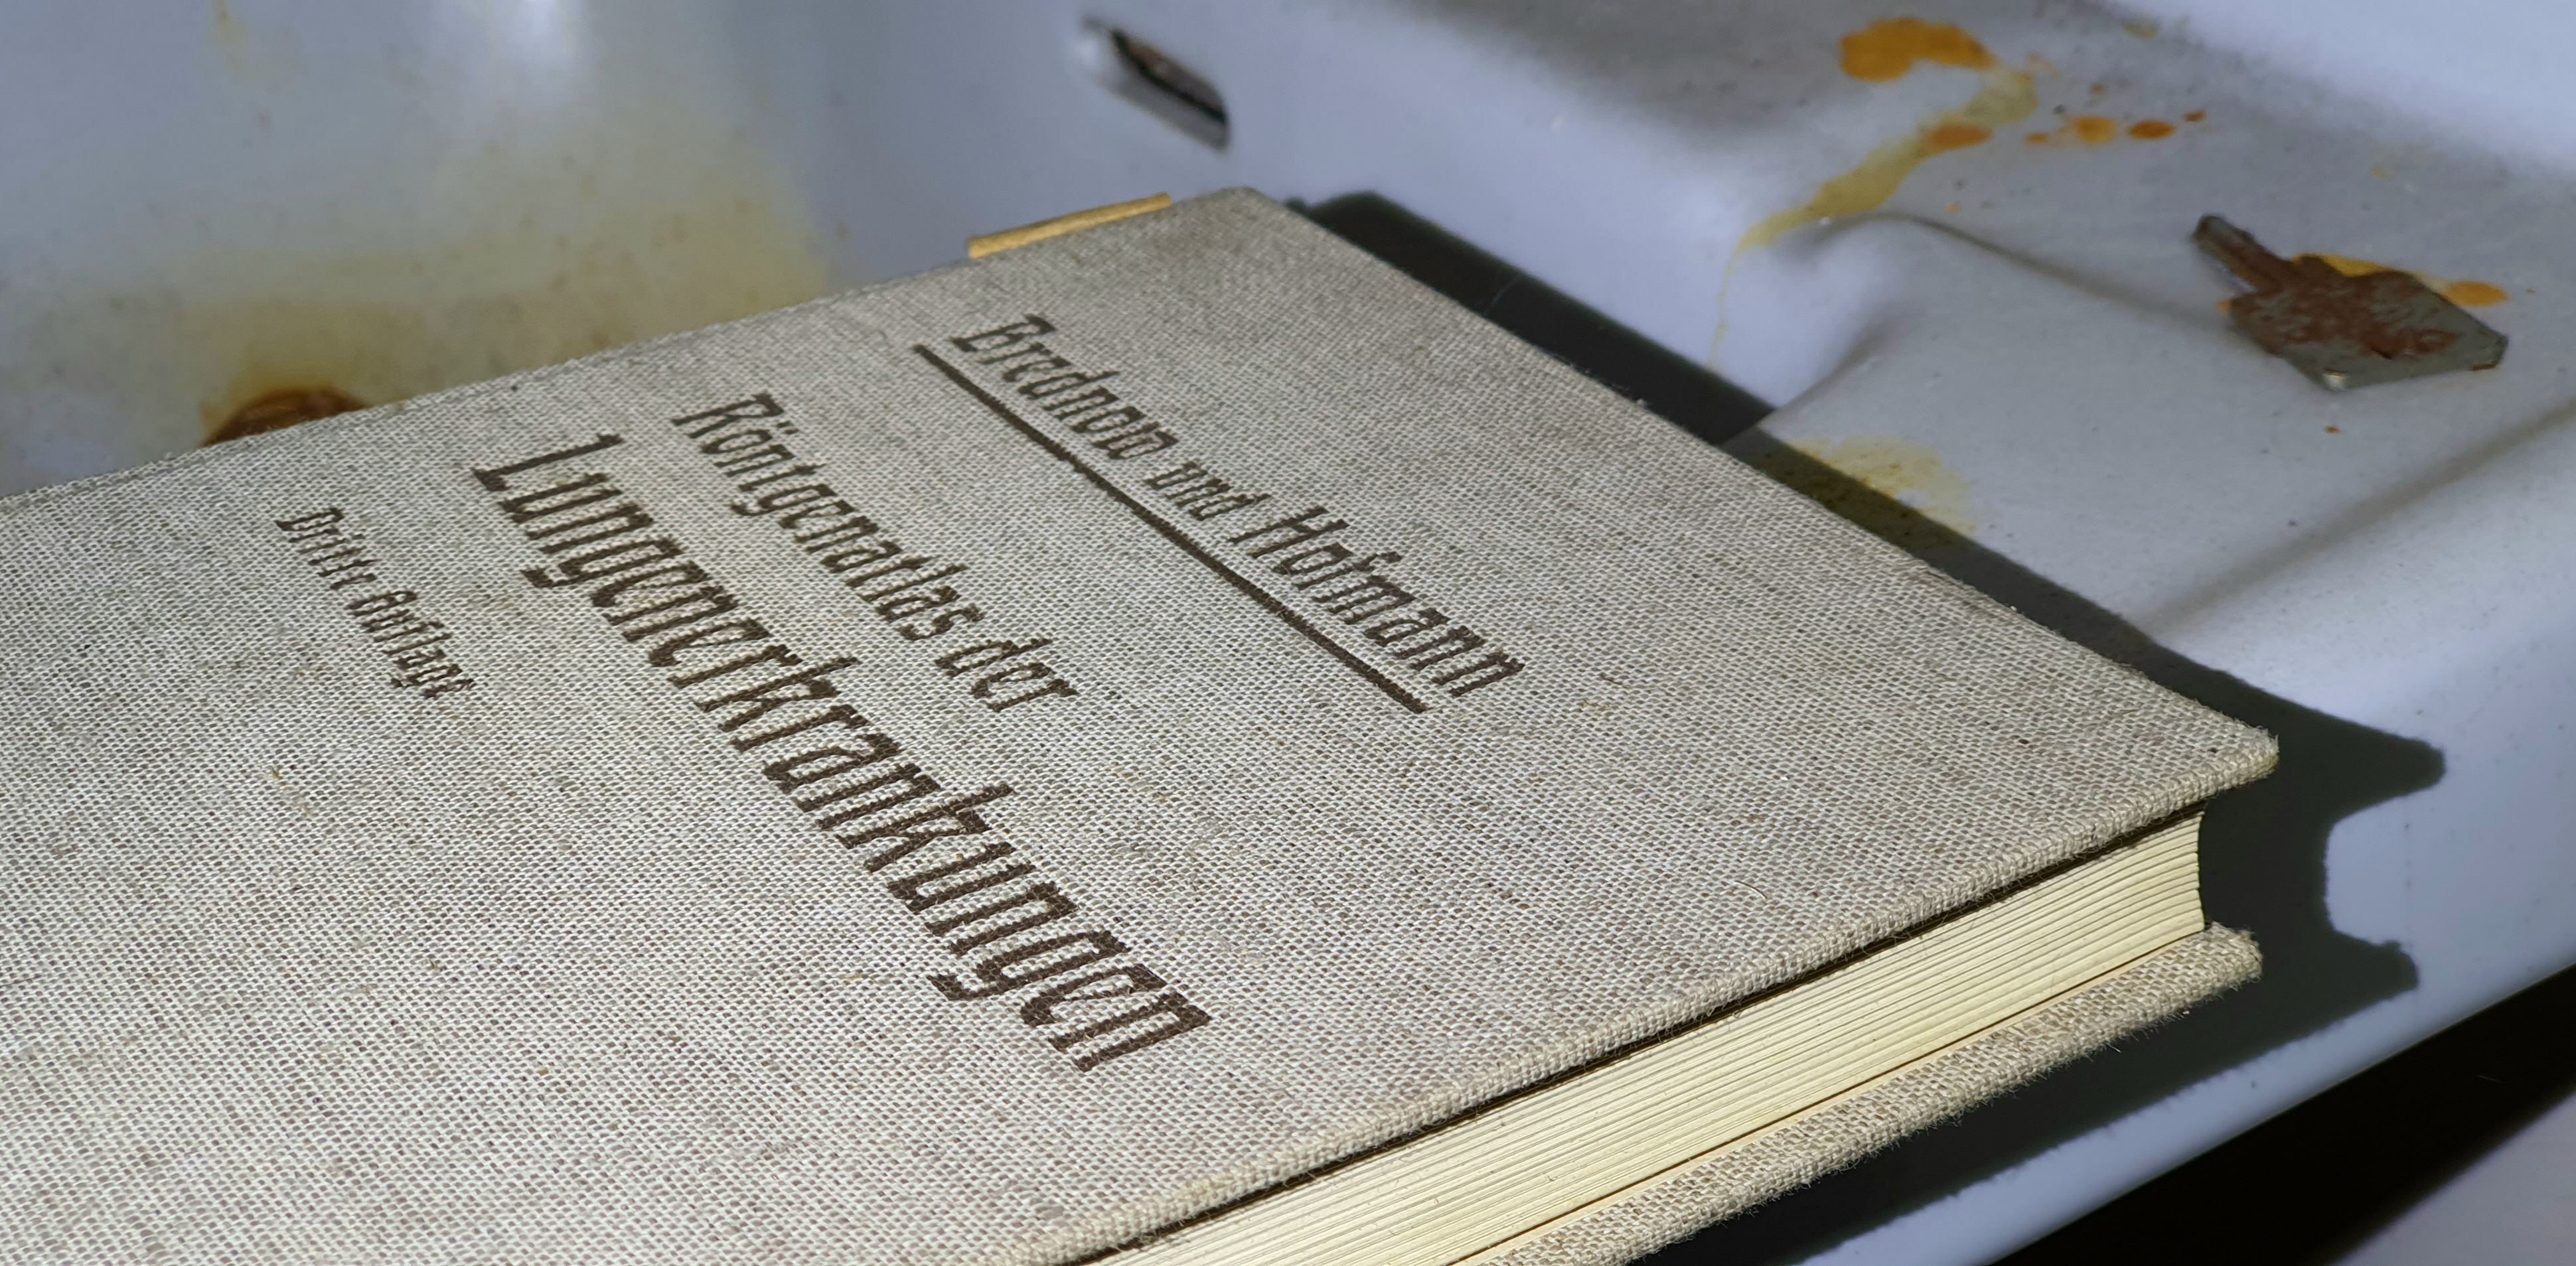 Brednow und Hofmann
Röntgenatlas der
Lungenerkrankungen
Dritte Auflage